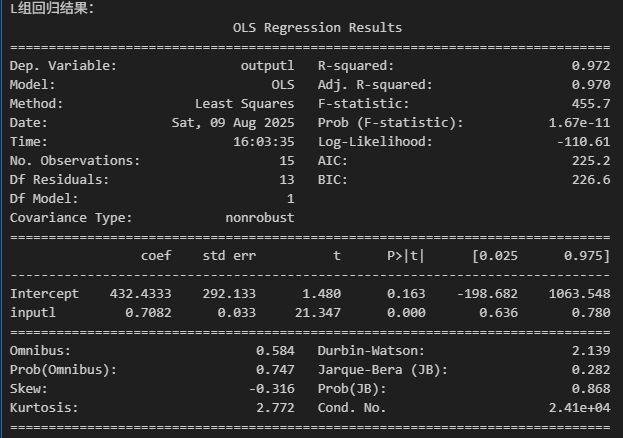 L组回归结果:
OLS Regression Results
==============================================================================
Dep. Variable: outputl R-squared: 0.972
Model: OLS Adj. R-squared: 0.970
Method: Least Squares F-statistic: 455.7
Date: Sat, 09 Aug 2025 Prob (F-statistic): 1.67e-11
Time: 16:03:35 Log-Likelihood: -110.61
No. Observations: 15 AIC: 225.2
Df Residuals: 13 BIC: 226.6
Df Model: 1
Covariance Type: nonrobust
==============================================================================
coef std err t P>|t| [0.025 0.975]
------------------------------------------------------------------------------
Intercept 432.4333 292.133 1.480 0.163 -198.682 1063.548
inputl 0.7082 0.033 21.347 0.000 0.636 0.780
==============================================================================
Omnibus: 0.584 Durbin-Watson: 2.139
Prob(Omnibus): 0.747 Jarque-Bera (JB): 0.282
Skew: -0.316 Prob(JB): 0.868
Kurtosis: 2.772 Cond. No. 2.41e+04
==============================================================================